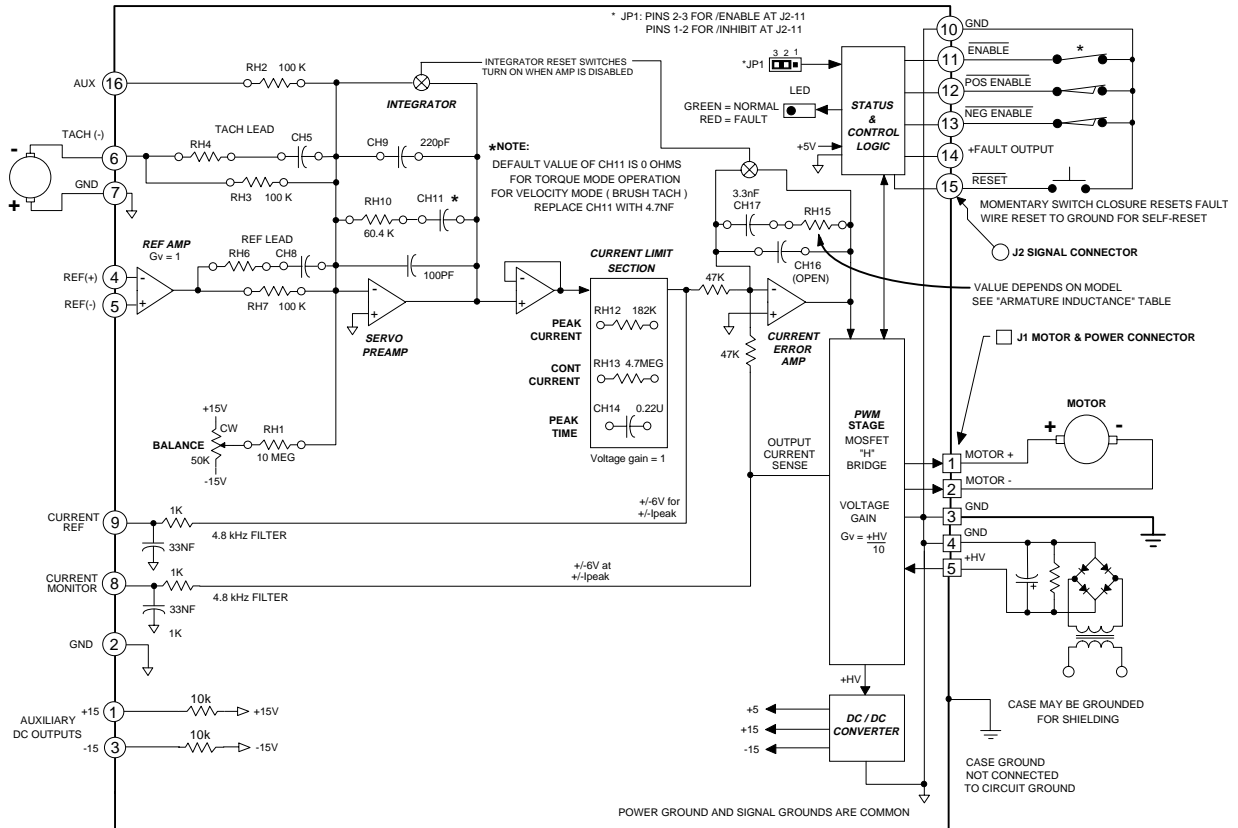 * JP1: PINS 2-3 FOR /ENABLE AT J2-11
PINS 1-2 FOR /INHIBIT AT J2-11
INTEGRATOR RESET SWITCHES
TURN ON WHEN AMP IS DISABLED
AUX
16
RH2
100 K
INTEGRATOR
TACH (-)
6
-
+
GND
7
TACH LEAD
RH4
CH5
RH3
100 K
CH9
220pF
RH10
60.4 K
CH11 *
100PF
*NOTE:
DEFAULT VALUE OF CH11 IS 0 OHMS
FOR TORQUE MODE OPERATION
FOR VELOCITY MODE ( BRUSH TACH )
REPLACE CH11 WITH 4.7NF
REF AMP
Gv = 1
REF(+)
4
REF(-)
5
-
+
REF LEAD
RH6
CH8
RH7
100 K
-
+
SERVO
PREAMP
-
+
CURRENT LIMIT
SECTION
PEAK
CURRENT
RH12
182K
CONT
CURRENT
RH13
4.7MEG
PEAK
TIME
CH14
0.22U
Voltage gain = 1
*JP1
3 2 1
LED
GREEN = NORMAL
RED = FAULT
+5V
STATUS
&
CONTROL
LOGIC
3.3nF
CH17
RH15
CH16
(OPEN)
47K
47K
-
+
CURRENT
ERROR
AMP
VALUE DEPENDS ON MODEL
SEE "ARMATURE INDUCTANCE" TABLE
10
GND
11
ENABLE
*
12
POS ENABLE
13
NEG ENABLE
14
+FAULT OUTPUT
15
RESET
MOMENTARY SWITCH CLOSURE RESETS FAULT
WIRE RESET TO GROUND FOR SELF-RESET
J2 SIGNAL CONNECTOR
J1 MOTOR & POWER CONNECTOR
+15V
CW
BALANCE
50K
-15V
RH1
10 MEG
OUTPUT
CURRENT
SENSE
PWM
STAGE
MOSFET
"H"
BRIDGE
VOLTAGE
GAIN
Gv = +HV
10
MOTOR
+
-
1
MOTOR +
2
MOTOR -
3
GND
4
GND
5
+HV
+
CURRENT
REF
9
1K
33NF
4.8 kHz FILTER
+/-6V for
+/-Ipeak
CURRENT
MONITOR
8
1K
33NF
1K
4.8 kHz FILTER
+/-6V at
+/-Ipeak
GND
2
AUXILIARY
DC OUTPUTS
+15
1
10k
+15V
-15
3
10k
-15V
+HV
DC / DC
CONVERTER
+5
+15
-15
CASE MAY BE GROUNDED
FOR SHIELDING
CASE GROUND
NOT CONNECTED
TO CIRCUIT GROUND
POWER GROUND AND SIGNAL GROUNDS ARE COMMON